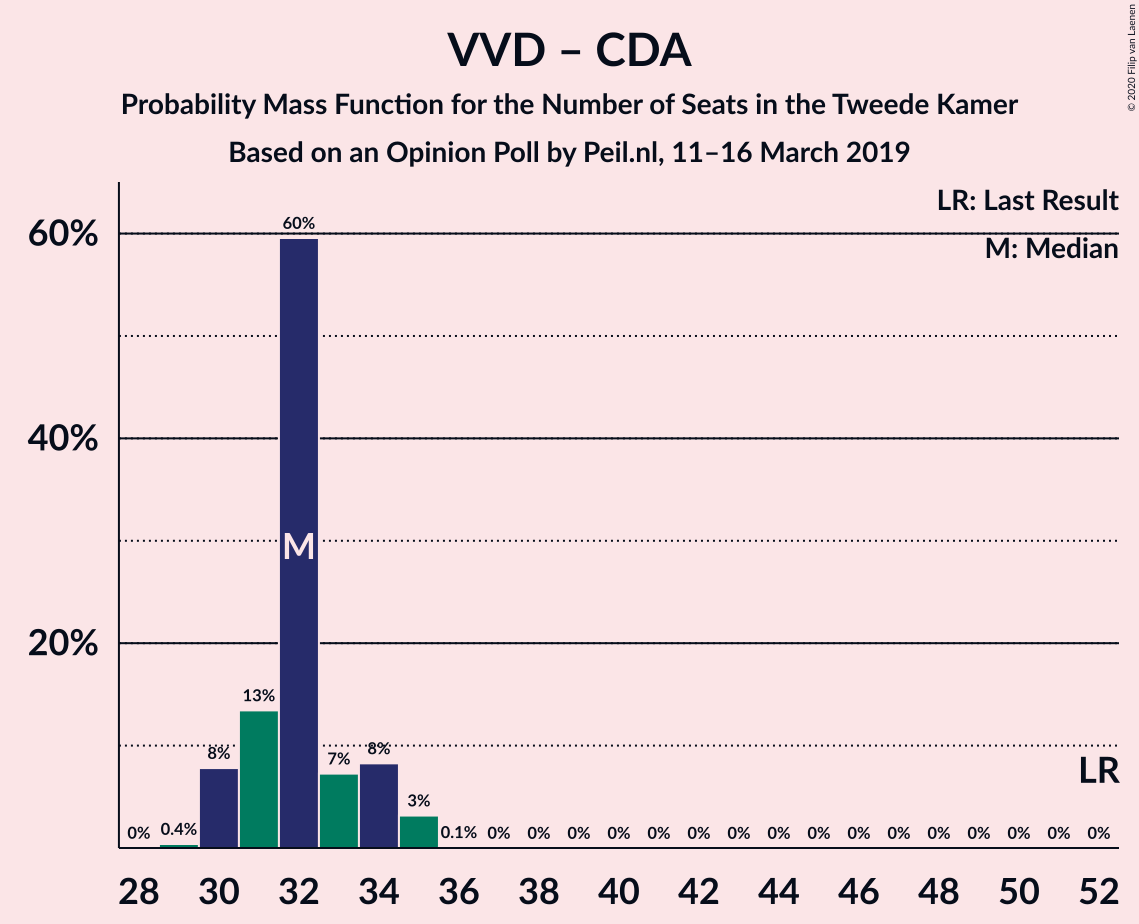 VVD – CDA
Probability Mass Function for the Number of Seats in the Tweede Kamer
Based on an Opinion Poll by Peil.nl, 11–16 March 2019
© 2020 Filip van Laenen
LR: Last Result
M: Median
60%
40%
20%
0% 0.4% 8% 13% 60% 7% 8% 3% 0.1% 0% 0% 0% 0% 0% 0% 0% 0% 0% 0% 0% 0% 0% 0% 0% 0%
M
LR
28 30 32 34 36 38 40 42 44 46 48 50 52